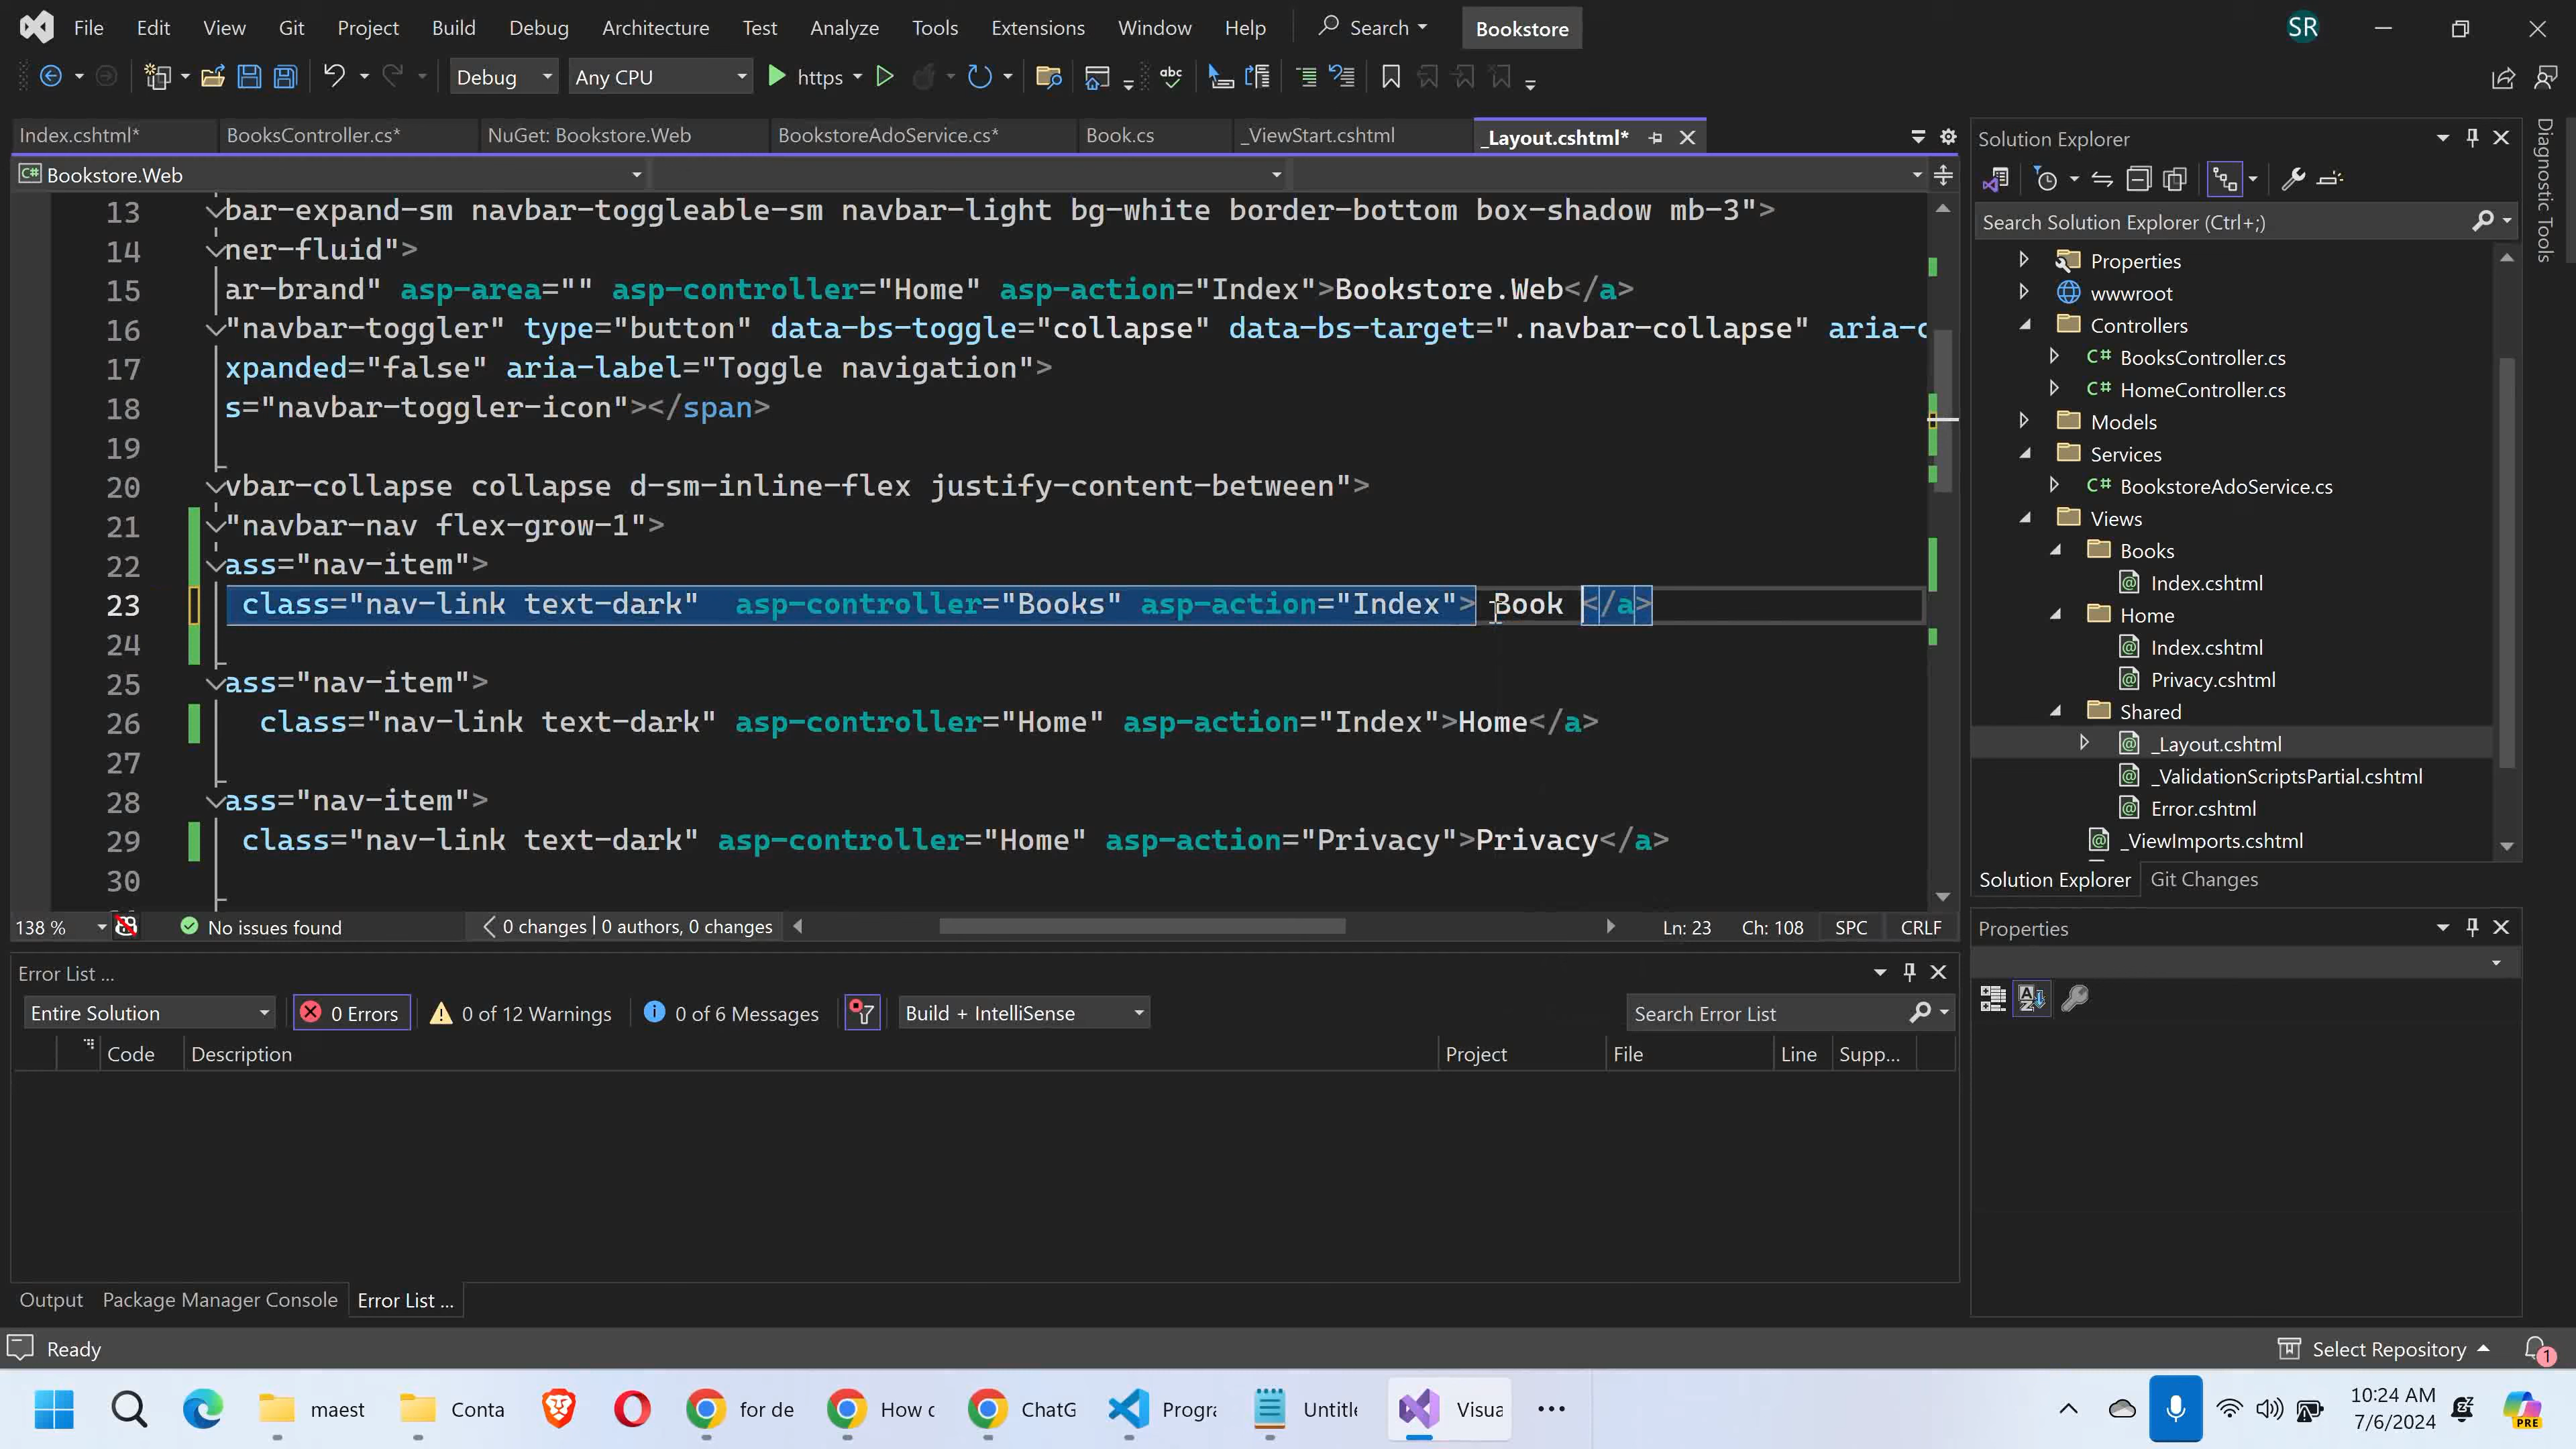 File Edit View Git Project Build Debug Architecture Test Analyze Tools Extensions Window Help Search Bookstore SR
Debug Any CPU https
Index.cshtml* BooksController.cs* NuGet: Bookstore.Web BookstoreAdoService.cs* Book.cs _ViewStart.cshtml _Layout.cshtml*
Bookstore.Web
13 bar-expand-sm navbar-toggleable-sm navbar-light bg-white border-bottom box-shadow mb-3">
14 ner-fluid">
15 ar-brand" asp-area="" asp-controller="Home" asp-action="Index">Bookstore.Web</a>
16 "navbar-toggler" type="button" data-bs-toggle="collapse" data-bs-target=".navbar-collapse" aria-c
17 xpanded="false" aria-label="Toggle navigation">
18 s="navbar-toggler-icon"></span>
19
20 vbar-collapse collapse d-sm-inline-flex justify-content-between">
21 "navbar-nav flex-grow-1">
22 ass="nav-item">
23 class="nav-link text-dark"  asp-controller="Books" asp-action="Index"> Book </a>
24
25 ass="nav-item">
26 class="nav-link text-dark" asp-controller="Home" asp-action="Index">Home</a>
27
28 ass="nav-item">
29 class="nav-link text-dark" asp-controller="Home" asp-action="Privacy">Privacy</a>
30
138 % No issues found 0 changes | 0 authors, 0 changes Ln: 23 Ch: 108 SPC CRLF
Error List ...
Entire Solution 0 Errors 0 of 12 Warnings 0 of 6 Messages Build + IntelliSense Search Error List
Code Description Project File Line Supp...
Output Package Manager Console Error List ...
Solution Explorer
Search Solution Explorer (Ctrl+;)
Properties
wwwroot
Controllers
C# BooksController.cs
C# HomeController.cs
Models
Services
C# BookstoreAdoService.cs
Views
Books
Index.cshtml
Home
Index.cshtml
Privacy.cshtml
Shared
_Layout.cshtml
_ValidationScriptsPartial.cshtml
Error.cshtml
_ViewImports.cshtml
Solution Explorer Git Changes
Properties
Diagnostic Tools
Ready Select Repository 1
maest Conta for de How c ChatG Progra Untitle Visua 10:24 AM
7/6/2024 PRE